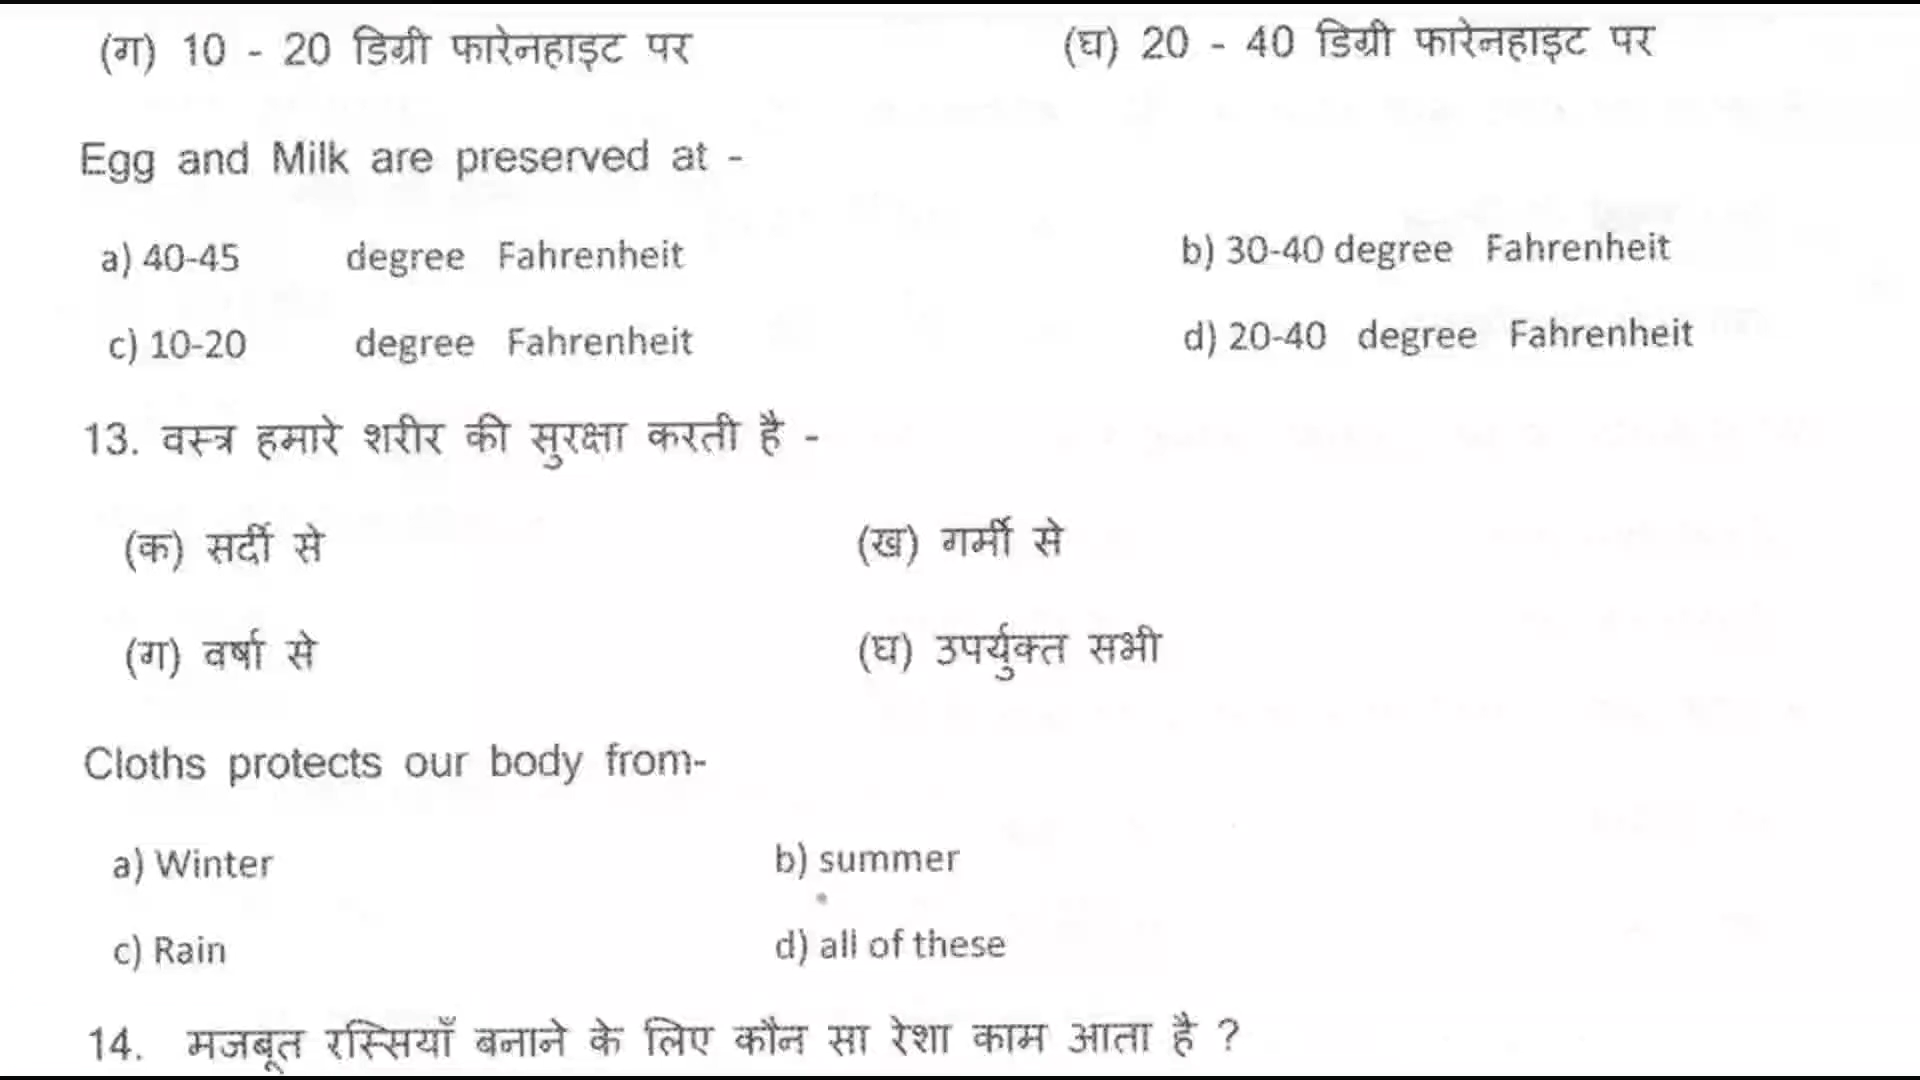 (ग) 10 - 20 डिग्री फारेनहाइट पर (घ) 20 - 40 डिग्री फारेनहाइट पर
Egg and Milk are preserved at -
a) 40-45 degree Fahrenheit b) 30-40 degree Fahrenheit
c) 10-20 degree Fahrenheit d) 20-40 degree Fahrenheit
13. वस्त्र हमारे शरीर की सुरक्षा करती है -
(क) सर्दी से (ख) गर्मी से
(ग) वर्षा से (घ) उपर्युक्त सभी
Cloths protects our body from-
a) Winter b) summer
c) Rain d) all of these
14. मजबूत रस्सियाँ बनाने के लिए कौन सा रेशा काम आता है ?